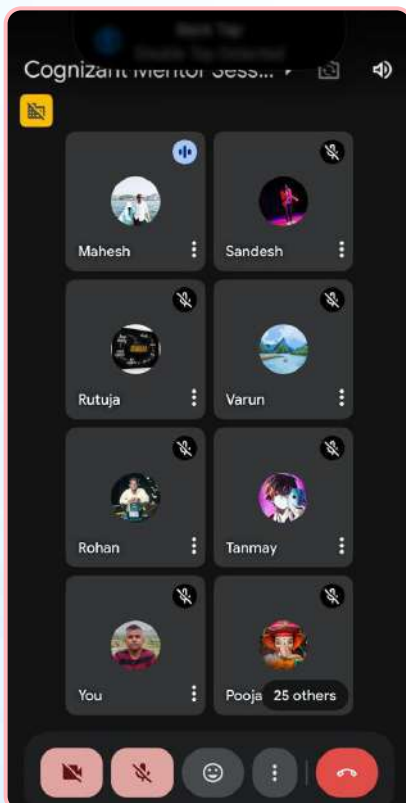 Cognizant Mentor Sess...
Mahesh
Sandesh
Rutuja
Varun
Rohan
Tanmay
You
Pooja
25 others